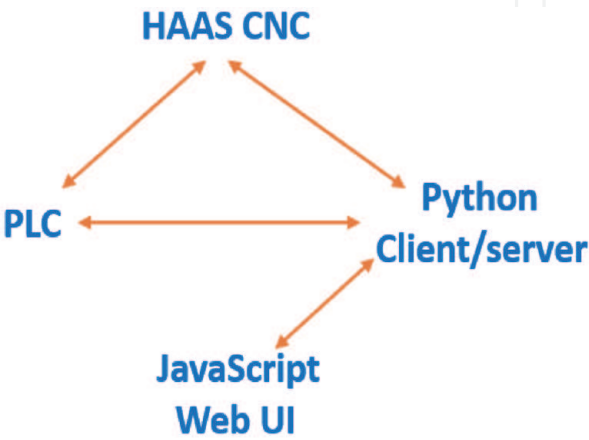 HAAS CNC
PLC
Python
Client/server
JavaScript
Web UI